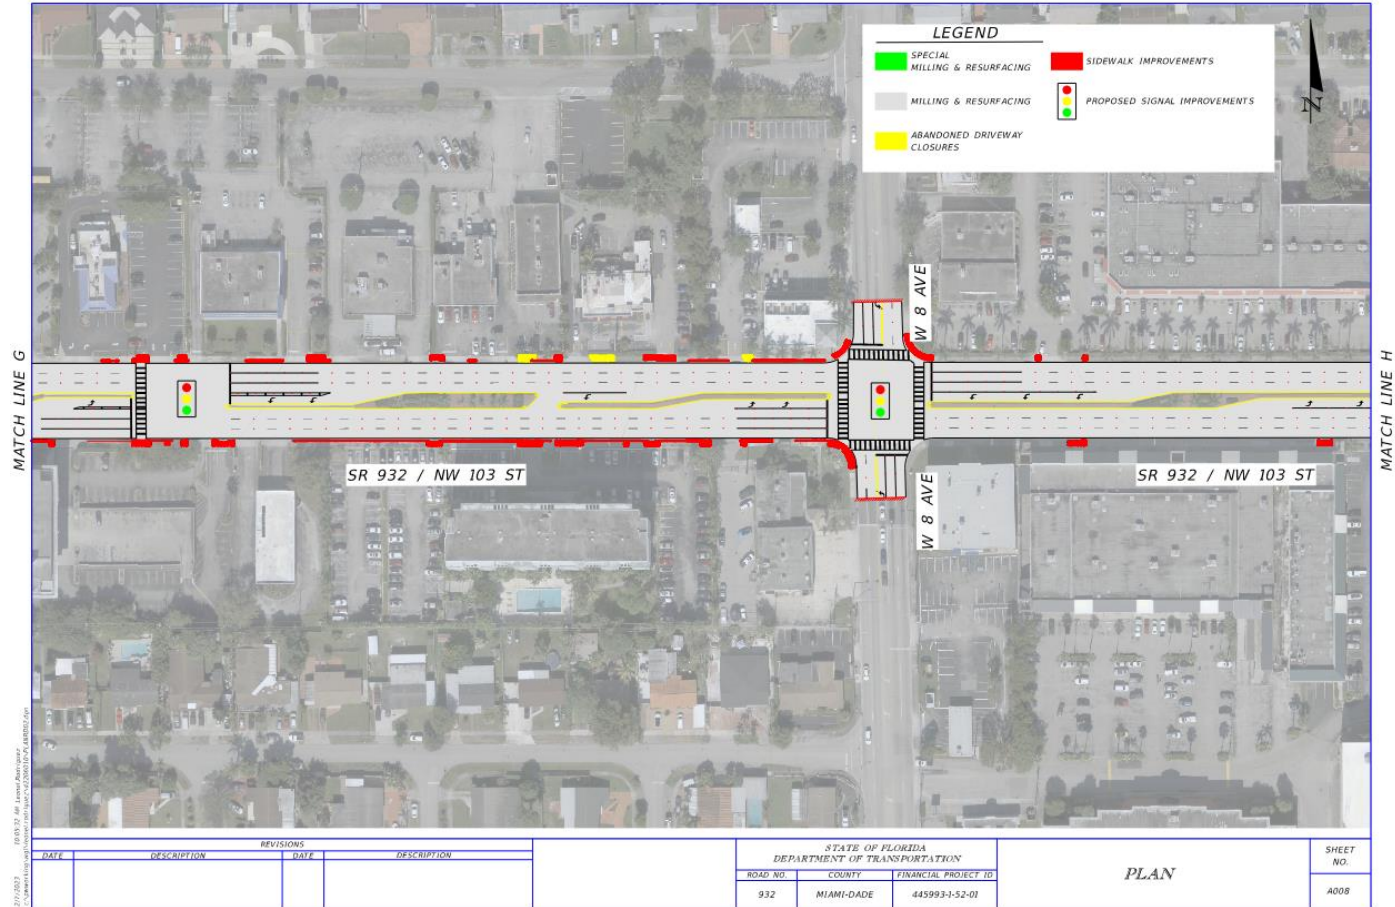 LEGEND
SPECIAL
MILLING & RESURFACING
SIDEWALK IMPROVEMENTS
MILLING & RESURFACING
PROPOSED SIGNAL IMPROVEMENTS
ABANDONED DRIVEWAY
CLOSURES
N
W 8 AVE
MATCH LINE G
MATCH LINE H
SR 932 / NW 103 ST
SR 932 / NW 103 ST
W 8 AVE
REVISIONS
DATE DESCRIPTION DATE DESCRIPTION
STATE OF FLORIDA
DEPARTMENT OF TRANSPORTATION
ROAD NO. COUNTY FINANCIAL PROJECT ID
932 MIAMI-DADE 445993-1-52-01
PLAN
SHEET
NO.
A008